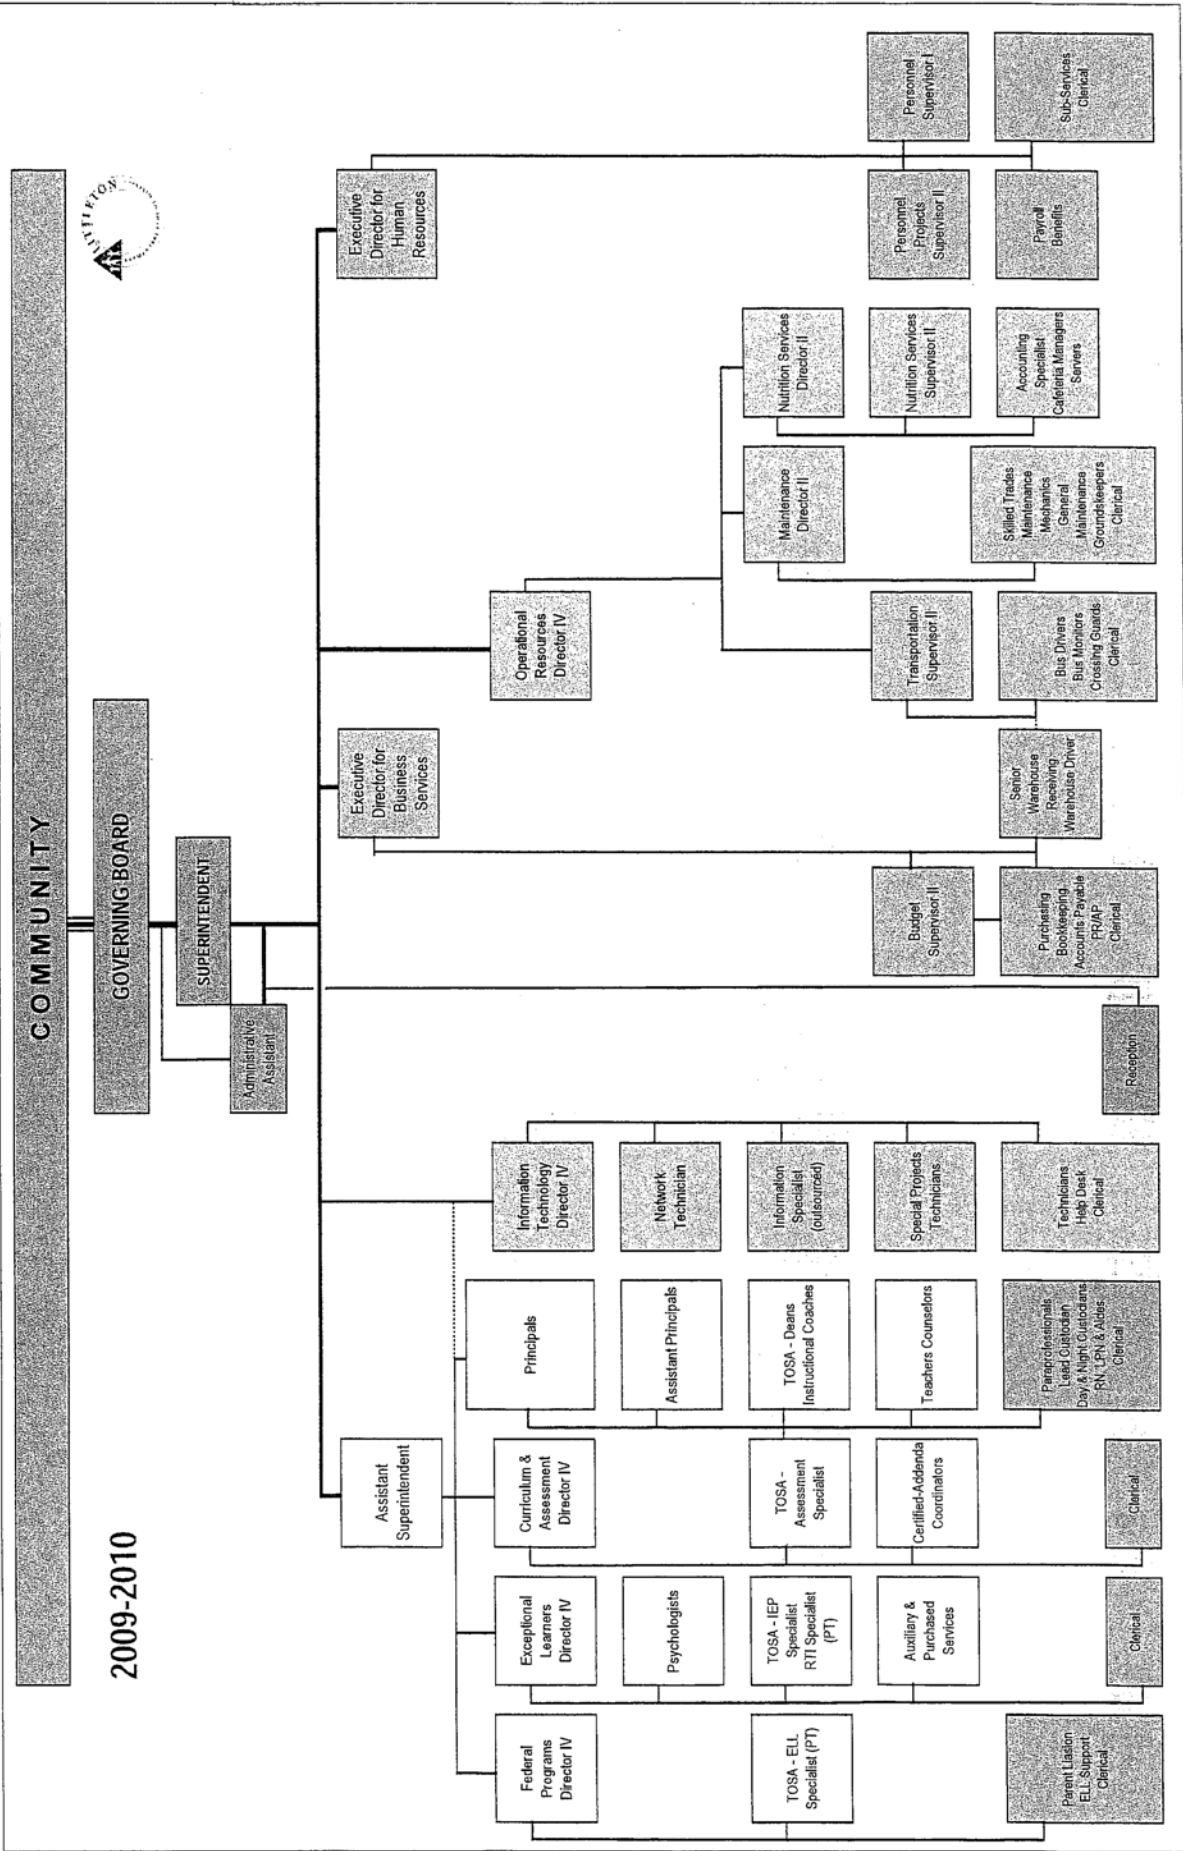 COMMUNITY
LITTLETON
2009-2010
GOVERNING BOARD
SUPERINTENDENT
Administrative
Assistant
Assistant
Superintendent
Executive
Director for
Business
Services
Executive
Director for
Human
Resources
Federal
Programs
Director IV
Exceptional
Learners
Director IV
Curriculum &
Assessment
Director IV
Principals
Information
Technology
Director IV
Operational
Resources
Director IV
Psychologists
Assistant Principals
Network
Technician
TOSA - ELL
Specialist (PT)
TOSA - IEP
Specialist
RTI Specialist
(PT)
TOSA -
Assessment
Specialist
TOSA - Deans
Instructional Coaches
Information
Specialist
(outsourced)
Maintenance
Director II
Nutrition Services
Director II
Auxiliary &
Purchased
Services
Certified-Addenda
Coordinators
Teachers Counselors
Special Projects
Technicians
Budget
Supervisor II
Transportation
Supervisor II
Nutrition Services
Supervisor II
Personnel
Projects
Supervisor II
Personnel
Supervisor I
Parent Liasion
ELL Support
Clerical
Clerical
Clerical
Paraprofessionals
Lead Custodian
Day & Night Custodians
RN, LPN & Aides
Clerical
Technicians
Help Desk
Clerical
Reception
Purchasing
Bookkeeping
Accounts Payable
PR/AP
Clerical
Senior
Warehouse
Receiving
Warehouse Driver
Bus Drivers
Bus Monitors
Crossing Guards
Clerical
Skilled Trades
Maintenance
Mechanics
General
Maintenance
Groundskeepers
Clerical
Accounting
Specialist
Cafeteria Managers
Servers
Payroll
Benefits
Sub-Services
Clerical